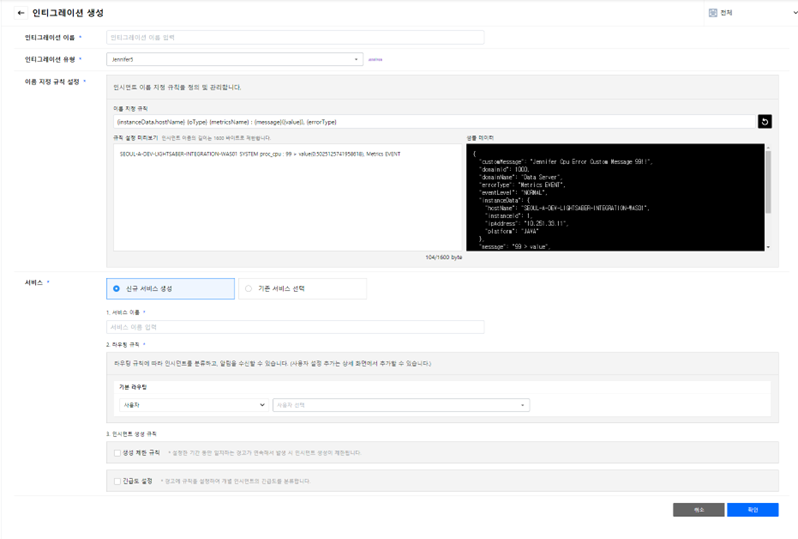 ← 인티그레이션 생성
전체
인티그레이션 이름 *
인티그레이션 이름 입력
인티그레이션 유형 *
Jennifer5
이름 지정 규칙 설정 *
인시던트 이름 지정 규칙을 정의 및 관리합니다.
이름 지정 규칙
{instanceData.hostName} {oType} {metricsName} : {message}({value}), {errorType}
규칙 설정 미리보기 인시던트 이름의 길이는 1600 바이트로 제한됩니다.
샘플 데이터
SEOUL-A-DEV-LIGHTSABER-INTEGRATION-WAS01 SYSTEM proc_cpu : 99 > value(0.5025125741958618), Metrics EVENT
{
"customMessage": "Jennifer Cpu Error Custom Message 99!!",
"domainId": 1000,
"domainName": "Data Server",
"errorType": "Metrics EVENT",
"eventLevel": "NORMAL",
"instanceData": {
"hostName": "SEOUL-A-DEV-LIGHTSABER-INTEGRATION-WAS01",
"instanceId": 1,
"ipAddress": "10.251.33.11",
"platform": "JAVA"
},
"message": "99 > value",
104/1600 byte
서비스 *
신규 서비스 생성
기존 서비스 선택
1. 서비스 이름 *
서비스 이름 입력
2. 라우팅 규칙 *
라우팅 규칙에 따라 인시던트를 분류하고, 알림을 수신할 수 있습니다. (사용자 설정 추가는 상세 화면에서 추가할 수 있습니다.)
기본 라우팅
사용자
사용자 선택
3. 인시던트 생성 규칙
생성 제한 규칙 * 설정한 기간 동안 일치하는 경고가 연속해서 발생 시 인시던트 생성이 제한됩니다.
긴급도 설정 * 경고에 규칙을 설정하여 개별 인시던트의 긴급도를 분류합니다.
취소
확인